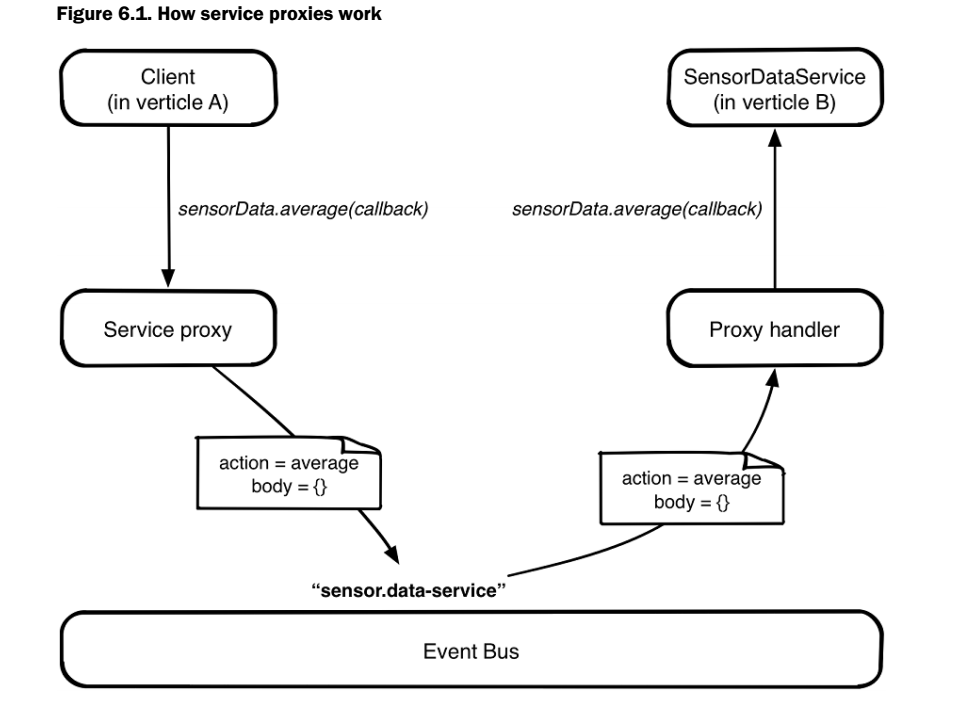 Figure 6.1. How service proxies work
Client
(in verticle A)
SensorDataService
(in verticle B)
sensorData.average(callback)
sensorData.average(callback)
Service proxy
Proxy handler
action = average
body = {}
action = average
body = {}
“sensor.data-service”
Event Bus